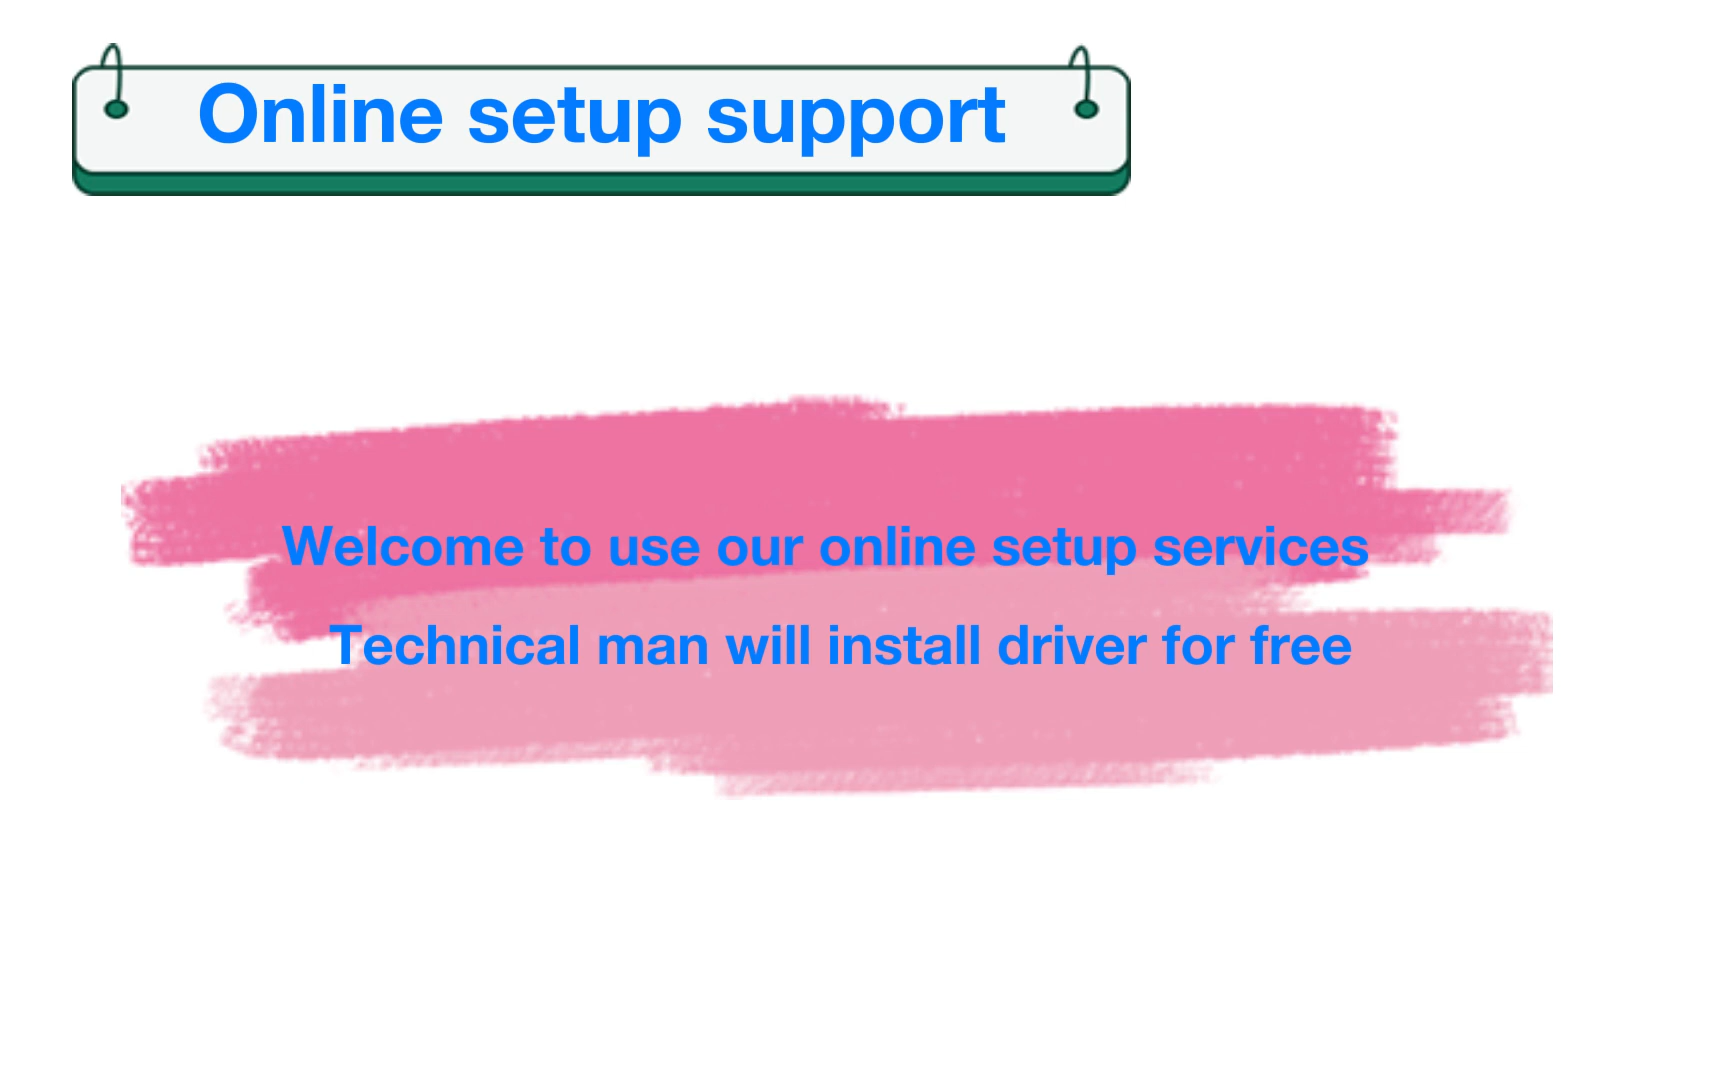 Online setup support
Welcome to use our online setup services
Technical man will install driver for free